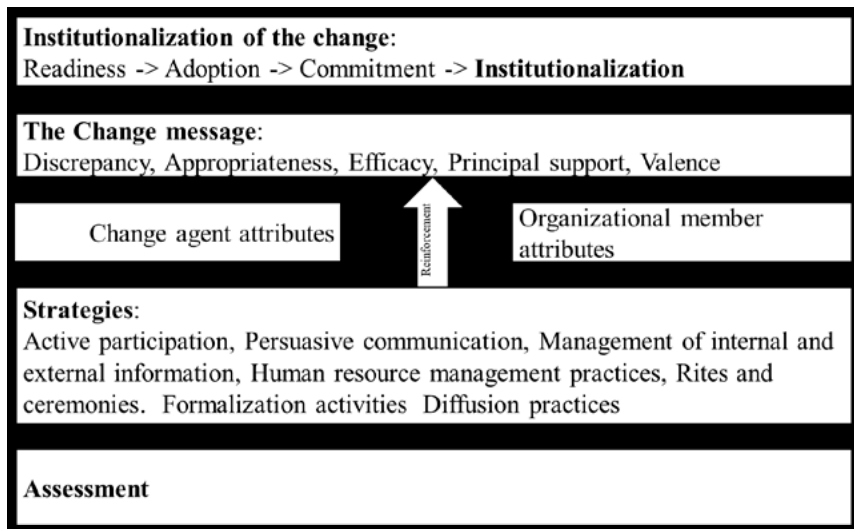 Institutionalization of the change:
Readiness -> Adoption -> Commitment -> Institutionalization
The Change message:
Discrepancy, Appropriateness, Efficacy, Principal support, Valence
Change agent attributes
Reinforcement
Organizational member
attributes
Strategies:
Active participation, Persuasive communication, Management of internal and
external information, Human resource management practices, Rites and
ceremonies. Formalization activities Diffusion practices
Assessment